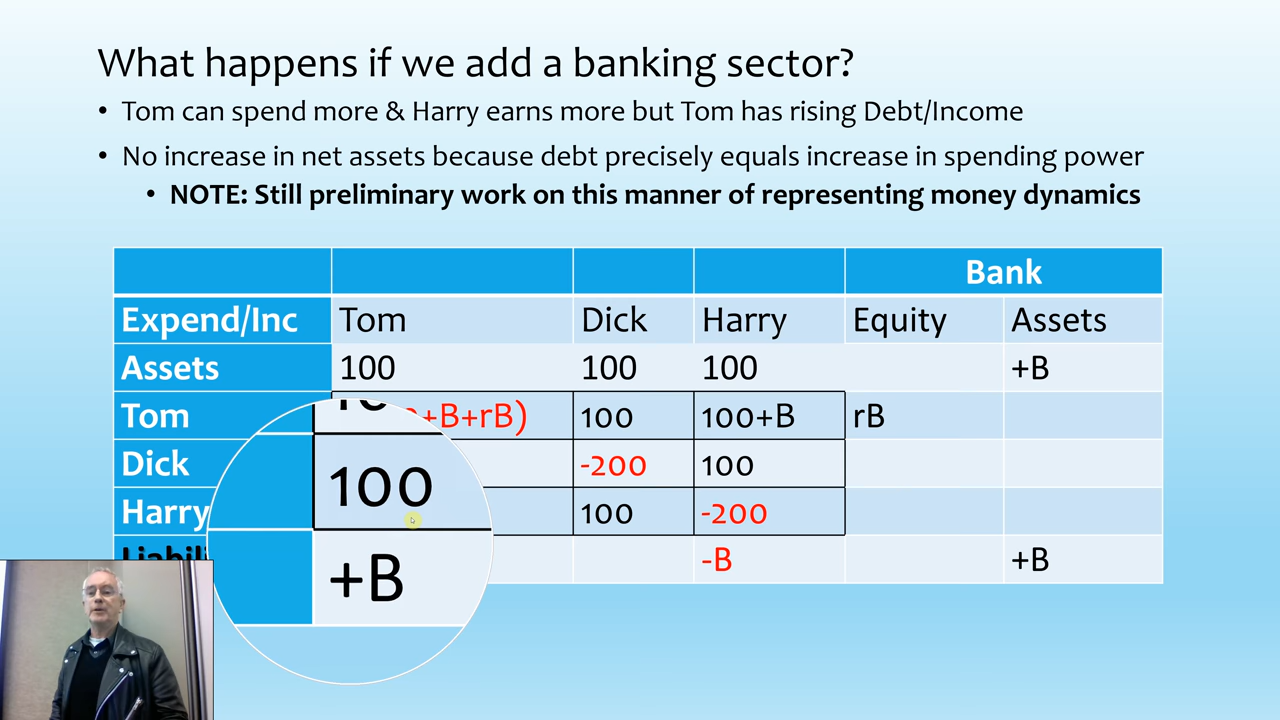 What happens if we add a banking sector?
• Tom can spend more & Harry earns more but Tom has rising Debt/Income
• No increase in net assets because debt precisely equals increase in spending power
• NOTE: Still preliminary work on this manner of representing money dynamics
Bank
Expend/Inc Tom Dick Harry Equity Assets
Assets 100 100 100 +B
Tom +B+rB) 100 100+B rB
Dick 100 -200 100
Harry 100 -200
+B -B +B